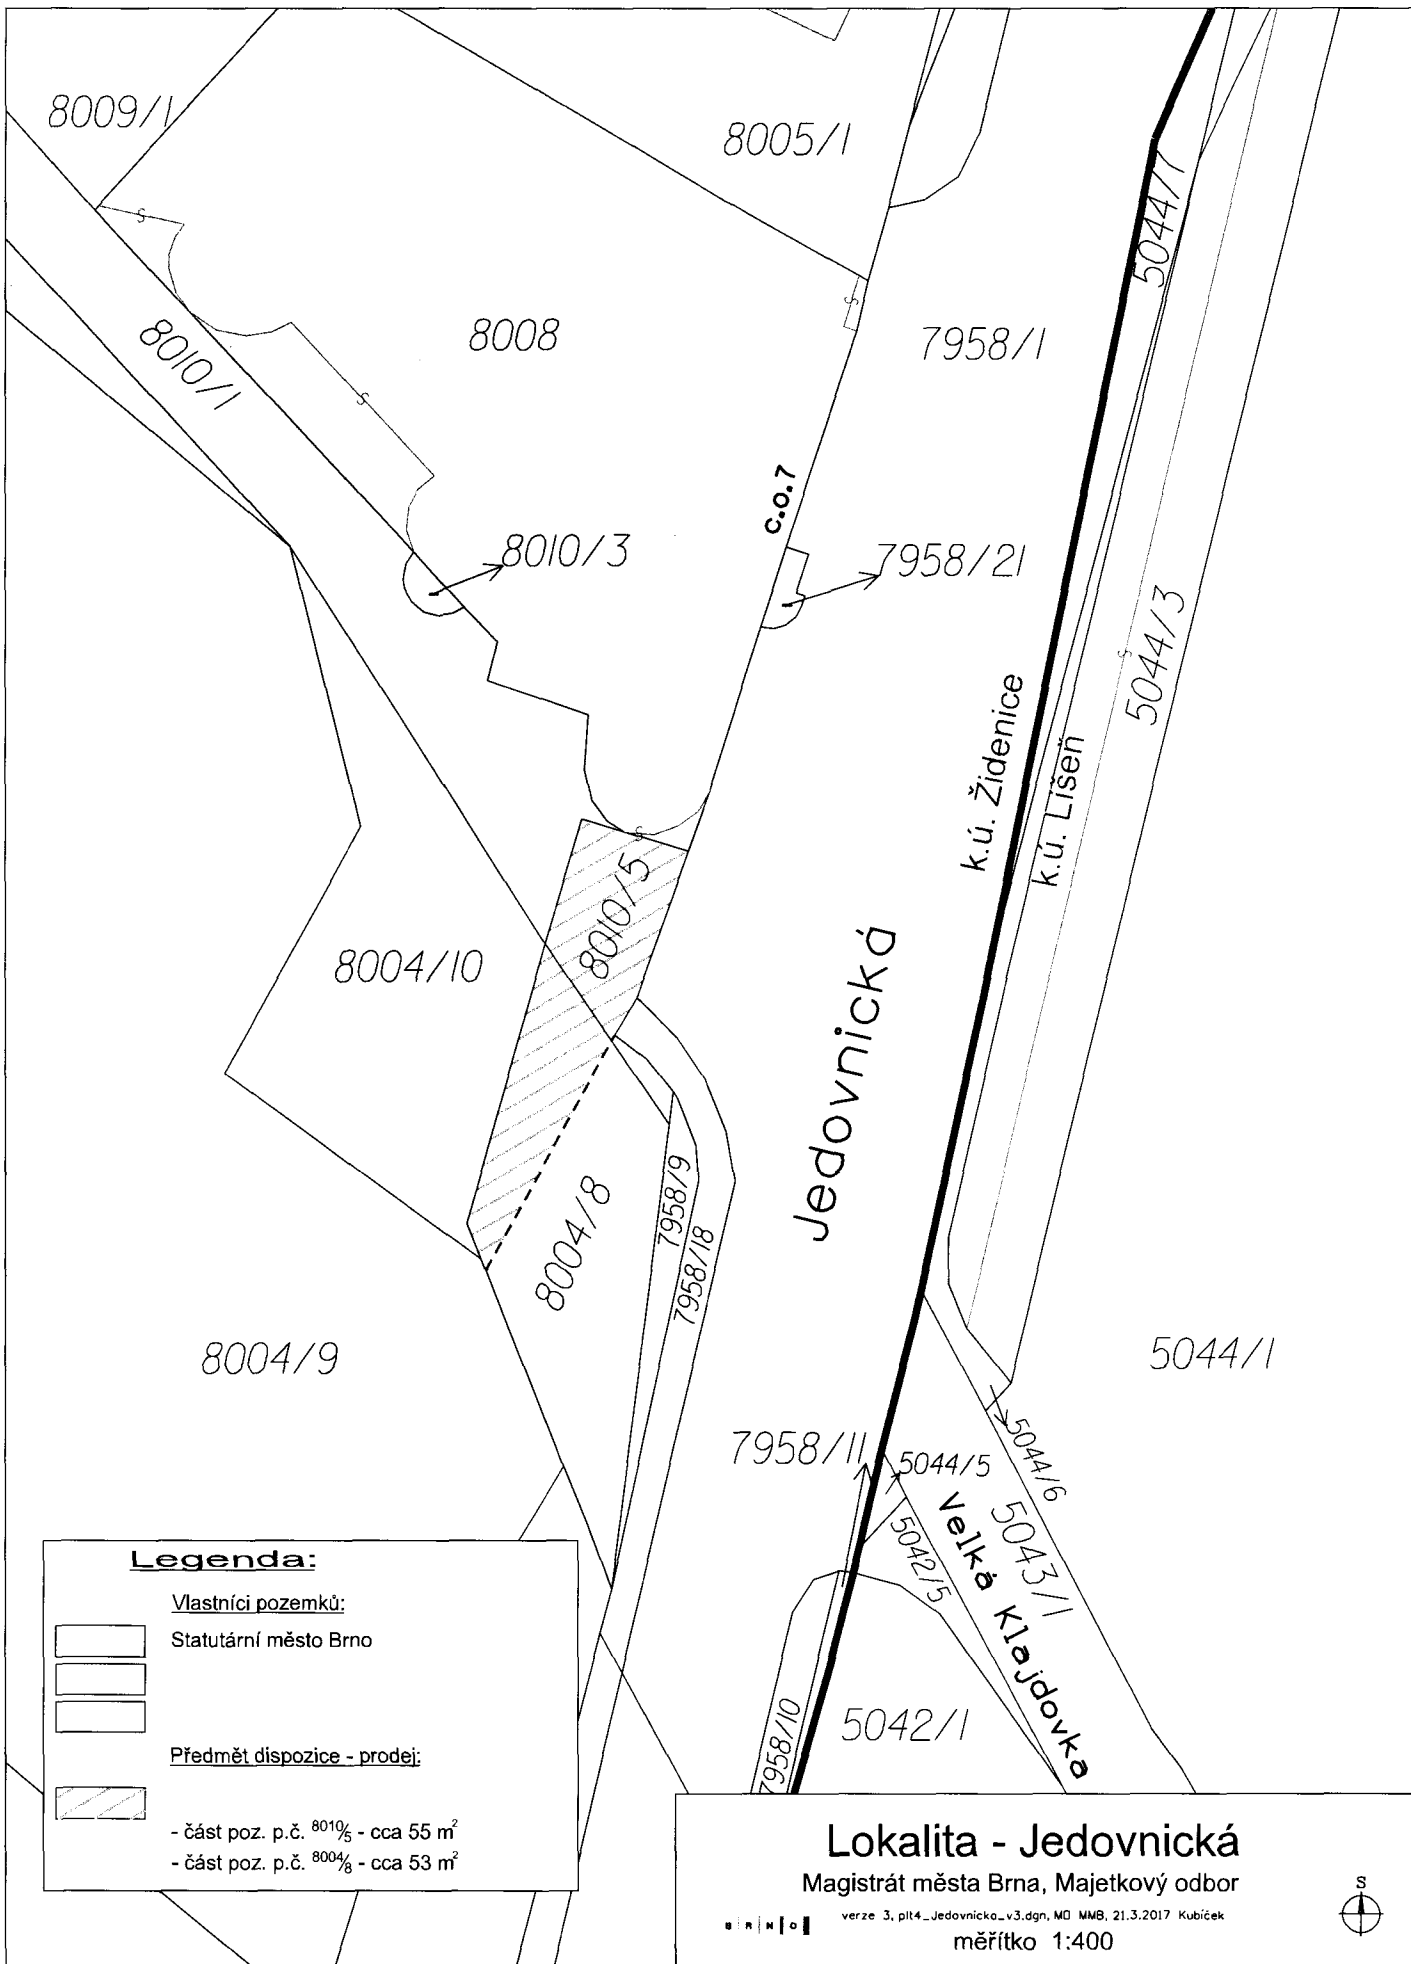 8009/1
8005/1
5044/7
8010/1
8008
7958/1
č.o.7
8010/3
7958/21
5044/3
k.ú. Židenice
k.ú. Líšeň
8010/5
8004/10
Jedovnická
8004/8
7958/9
7958/18
8004/9
5044/1
7958/11
5044/5
5044/6
5043/1
5042/5
Velká Klajdovka
7958/10
5042/1
Legenda:
Vlastníci pozemků:
Statutární město Brno
Předmět dispozice - prodej:
- část poz. p.č. 8010/5 - cca 55 m²
- část poz. p.č. 8004/8 - cca 53 m²
Lokalita - Jedovnická
Magistrát města Brna, Majetkový odbor
BRNO
verze 3, plt4_Jedovnicka_v3.dgn, MO MMB, 21.3.2017 Kubíček
měřítko 1:400
S